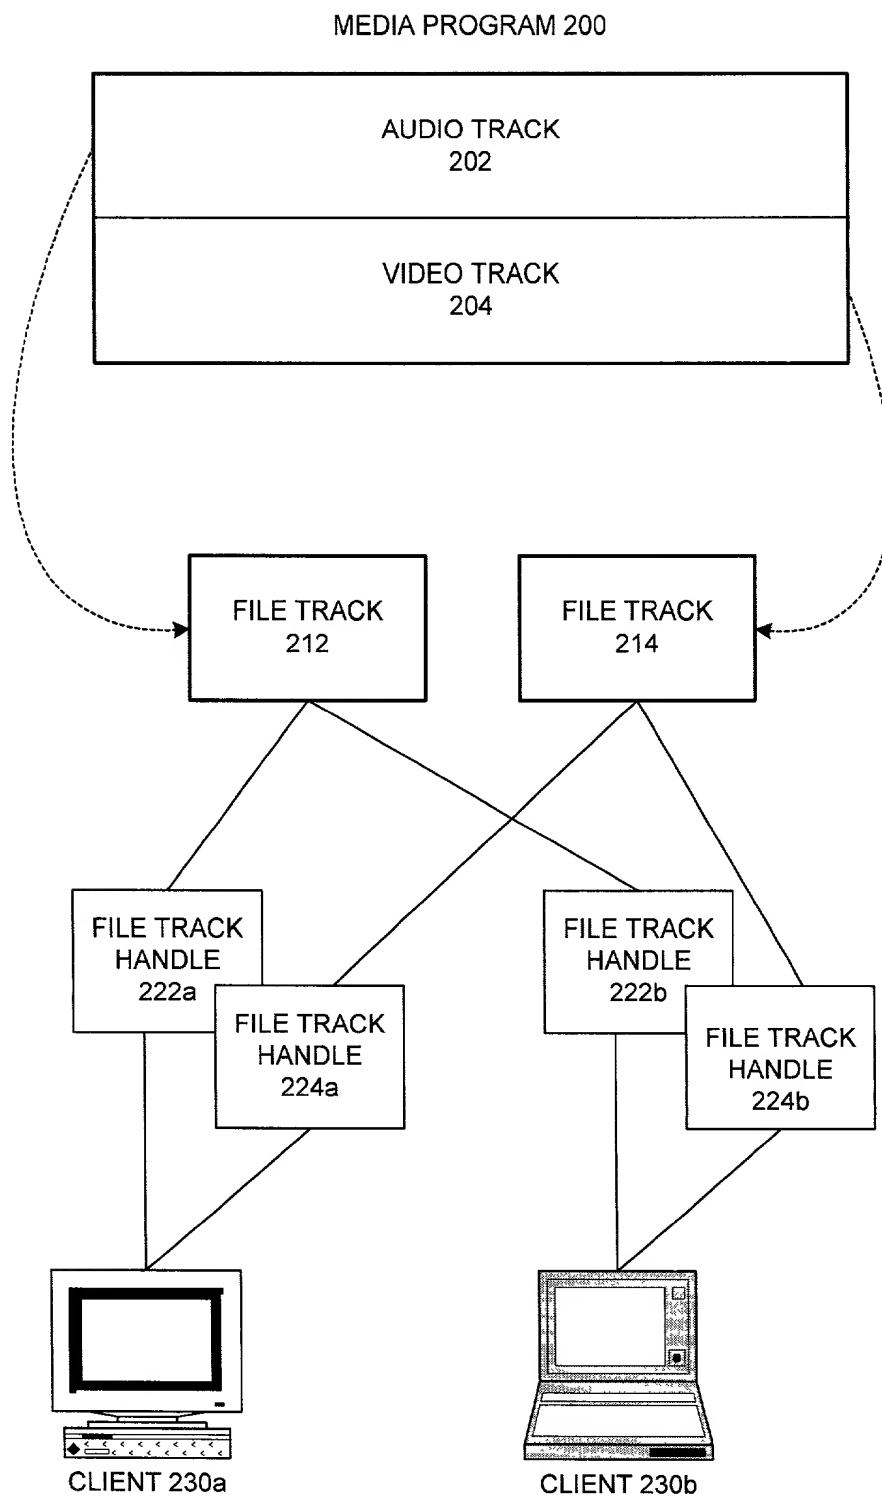 MEDIA PROGRAM 200
AUDIO TRACK
202
VIDEO TRACK
204
FILE TRACK
212
FILE TRACK
214
FILE TRACK
HANDLE
222a
FILE TRACK
HANDLE
224a
FILE TRACK
HANDLE
222b
FILE TRACK
HANDLE
224b
CLIENT 230a
CLIENT 230b